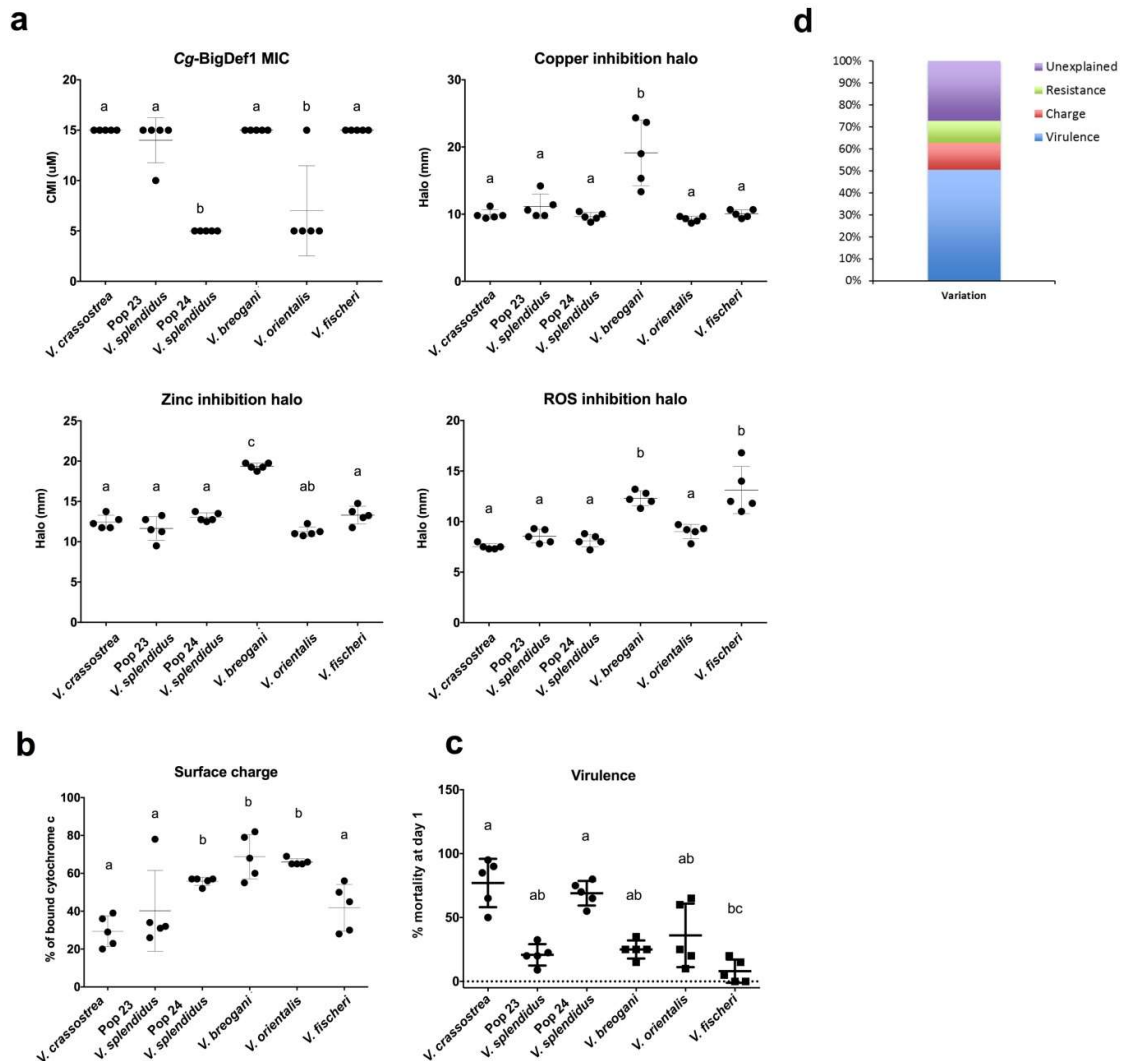 a
Cg-BigDef1 MIC
CMI (uM)
20
15
10
5
0
a
a
b
a
b
a
V. crassostrea
Pop 23
V. splendidus
Pop 24
V. splendidus
V. breogani
V. orientalis
V. fischeri
Copper inhibition halo
Halo (mm)
30
20
10
0
a
a
a
b
a
a
V. crassostrea
Pop 23
V. splendidus
Pop 24
V. splendidus
V. breogani
V. orientalis
V. fischeri
d
100%
90%
80%
70%
60%
50%
40%
30%
20%
10%
0%
Variation
Unexplained
Resistance
Charge
Virulence
Zinc inhibition halo
Halo (mm)
25
20
15
10
5
0
a
a
a
c
ab
a
V. crassostrea
Pop 23
V. splendidus
Pop 24
V. splendidus
V. breogani
V. orientalis
V. fischeri
ROS inhibition halo
Halo (mm)
20
15
10
5
0
a
a
a
b
a
b
V. crassostrea
Pop 23
V. splendidus
Pop 24
V. splendidus
V. breogani
V. orientalis
V. fischeri
b
Surface charge
% of bound cytochrome c
100
80
60
40
20
0
a
a
b
b
b
a
V. crassostrea
Pop 23
V. splendidus
Pop 24
V. splendidus
V. breogani
V. orientalis
V. fischeri
c
Virulence
% mortality at day 1
150
100
50
0
a
ab
a
ab
ab
bc
V. crassostrea
Pop 23
V. splendidus
Pop 24
V. splendidus
V. breogani
V. orientalis
V. fischeri